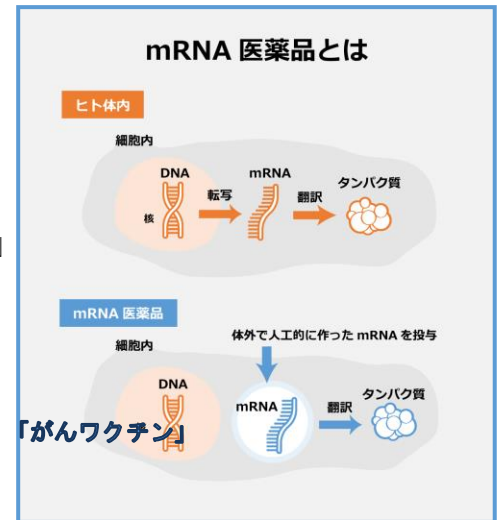 mRNA 医薬品とは
ヒト体内
細胞内
DNA
mRNA
タンパク質
転写
翻訳
核
mRNA 医薬品
体外で人工的に作った mRNA を投与
細胞内
DNA
タンパク質
mRNA
翻訳
「がんワクチン」